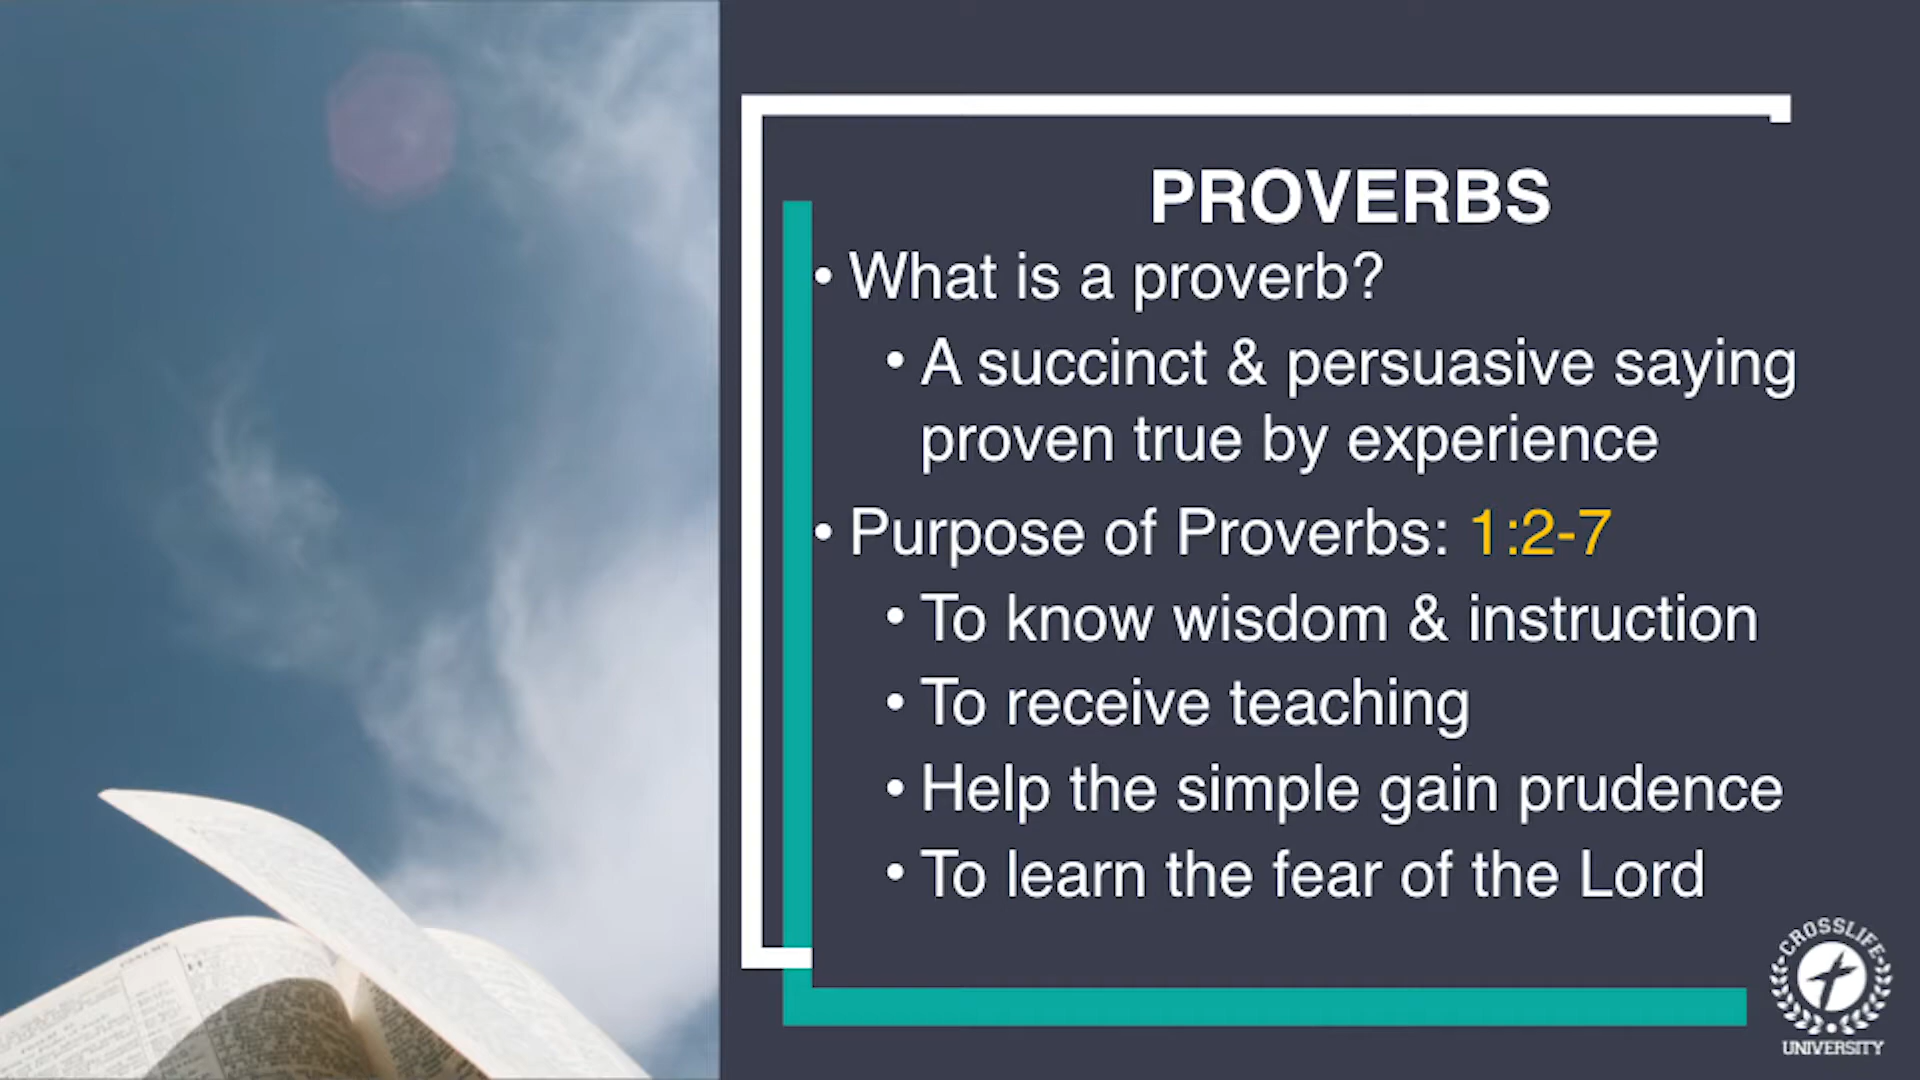 PROVERBS
• What is a proverb?
• A succinct & persuasive saying
proven true by experience
• Purpose of Proverbs: 1:2-7
• To know wisdom & instruction
• To receive teaching
• Help the simple gain prudence
• To learn the fear of the Lord
CROSSLIFE
UNIVERSITY